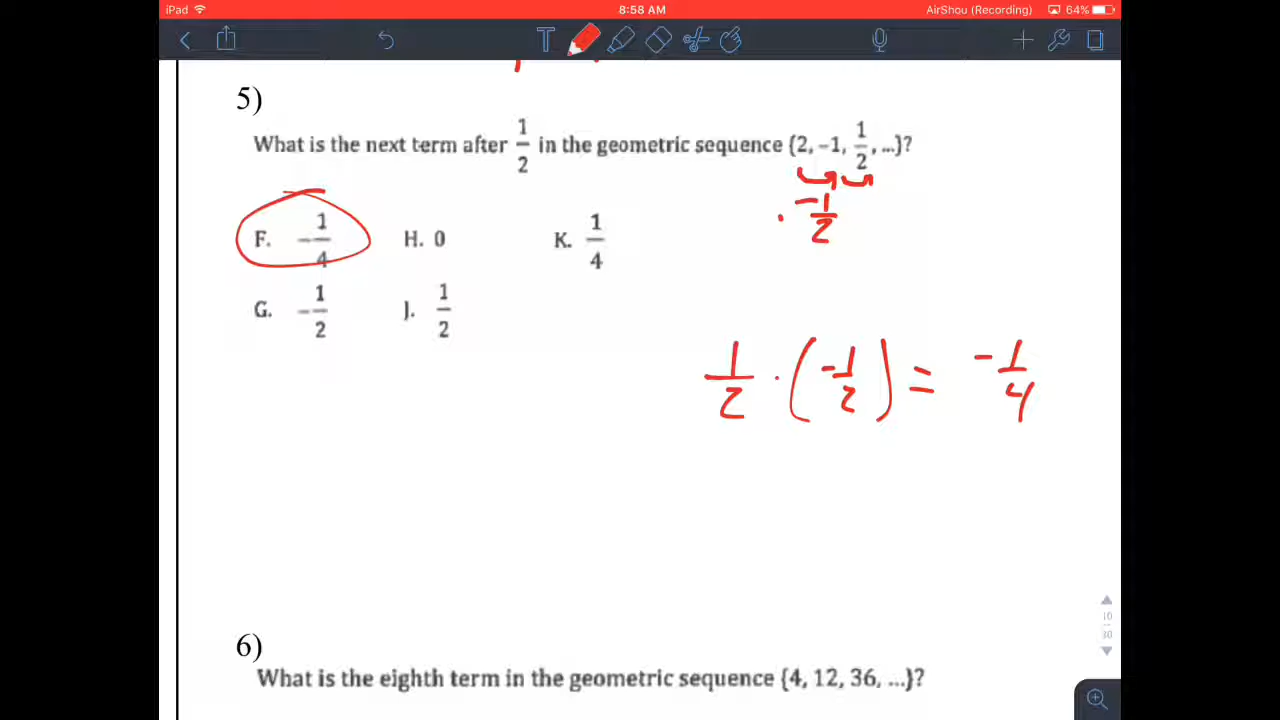 iPad 8:58 AM AirShou (Recording) 64%
5)
What is the next term after 1/2 in the geometric sequence {2, −1, 1/2, ...}?
· -1/2
F. −1/4 H. 0 K. 1/4
G. −1/2 J. 1/2
1/2 · (-1/2) = -1/4
10
30
6)
What is the eighth term in the geometric sequence {4, 12, 36, ...}?